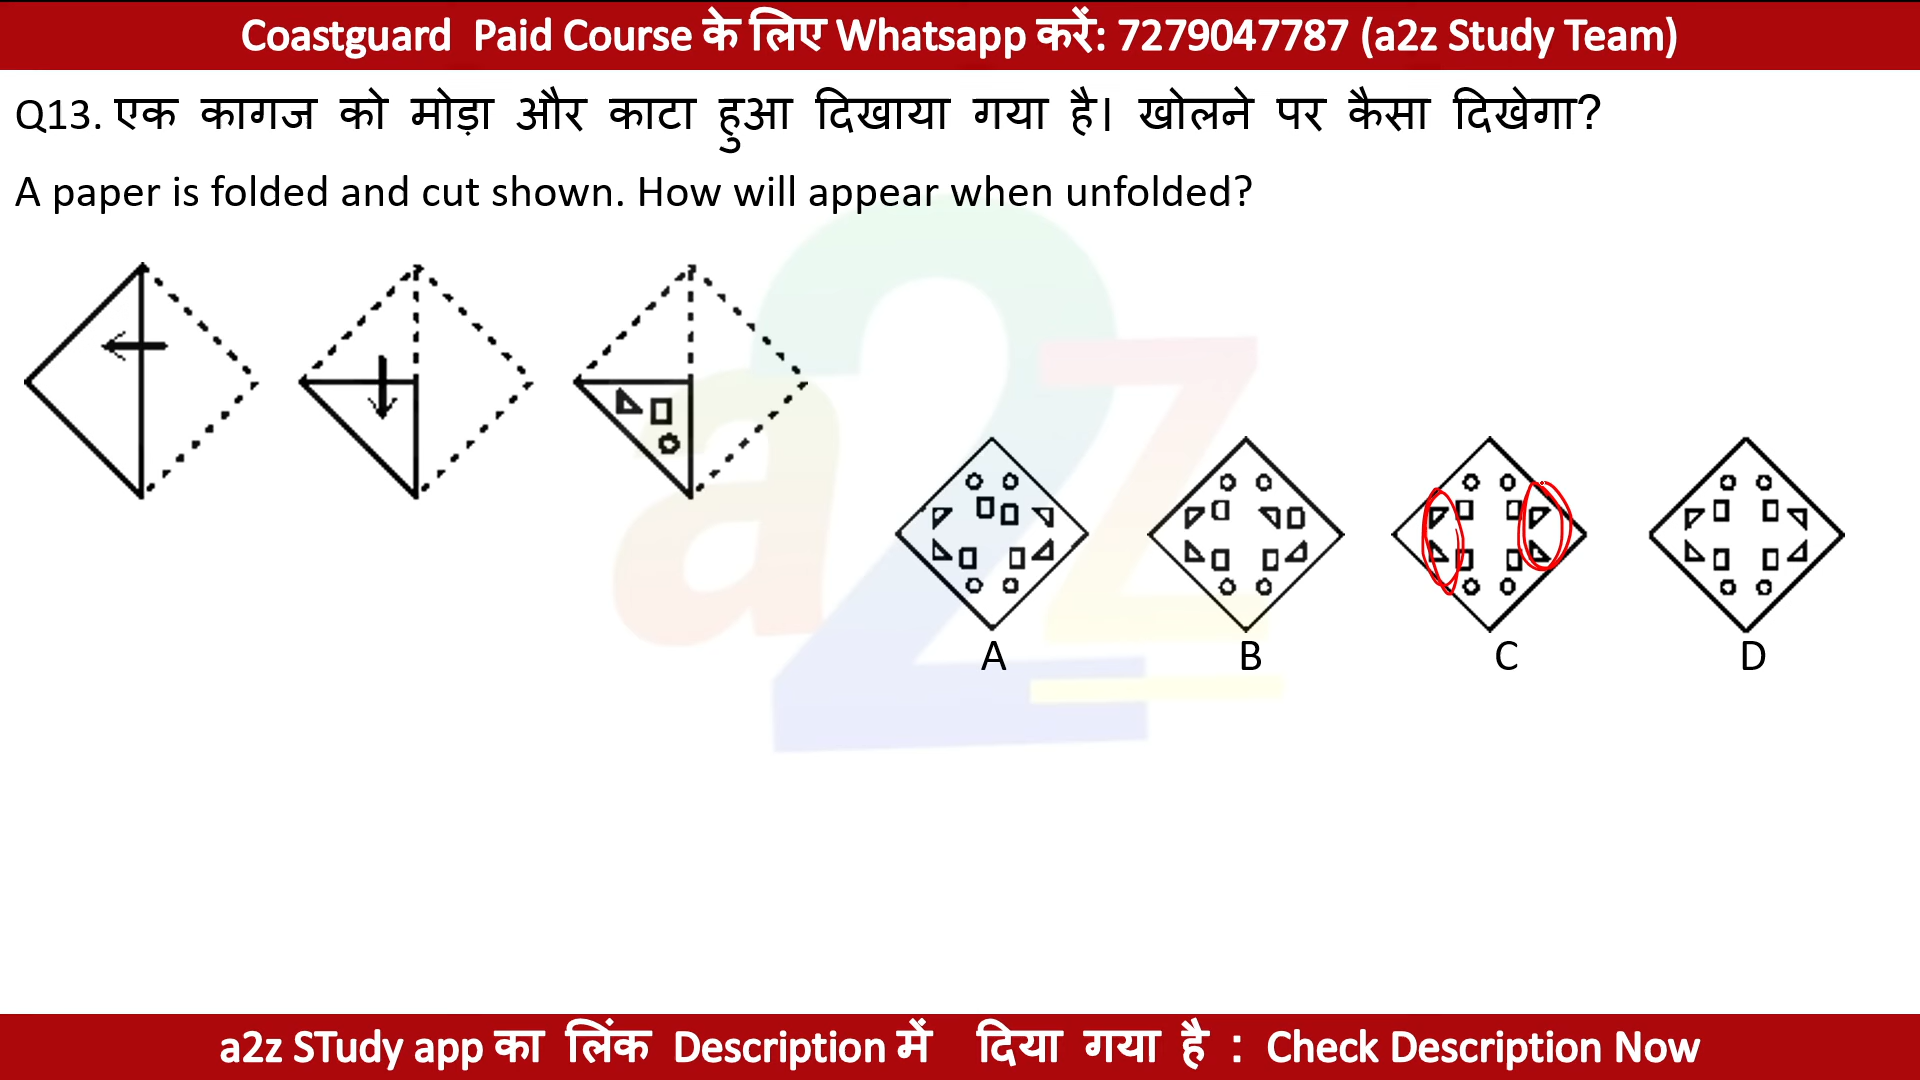 Coastguard Paid Course के लिए Whatsapp करें: 7279047787 (a2z Study Team)
Q13. एक कागज को मोड़ा और काटा हुआ दिखाया गया है। खोलने पर कैसा दिखेगा?
A paper is folded and cut shown. How will appear when unfolded?
a2z
A B C D
a2z STudy app का लिंक Description में दिया गया है : Check Description Now